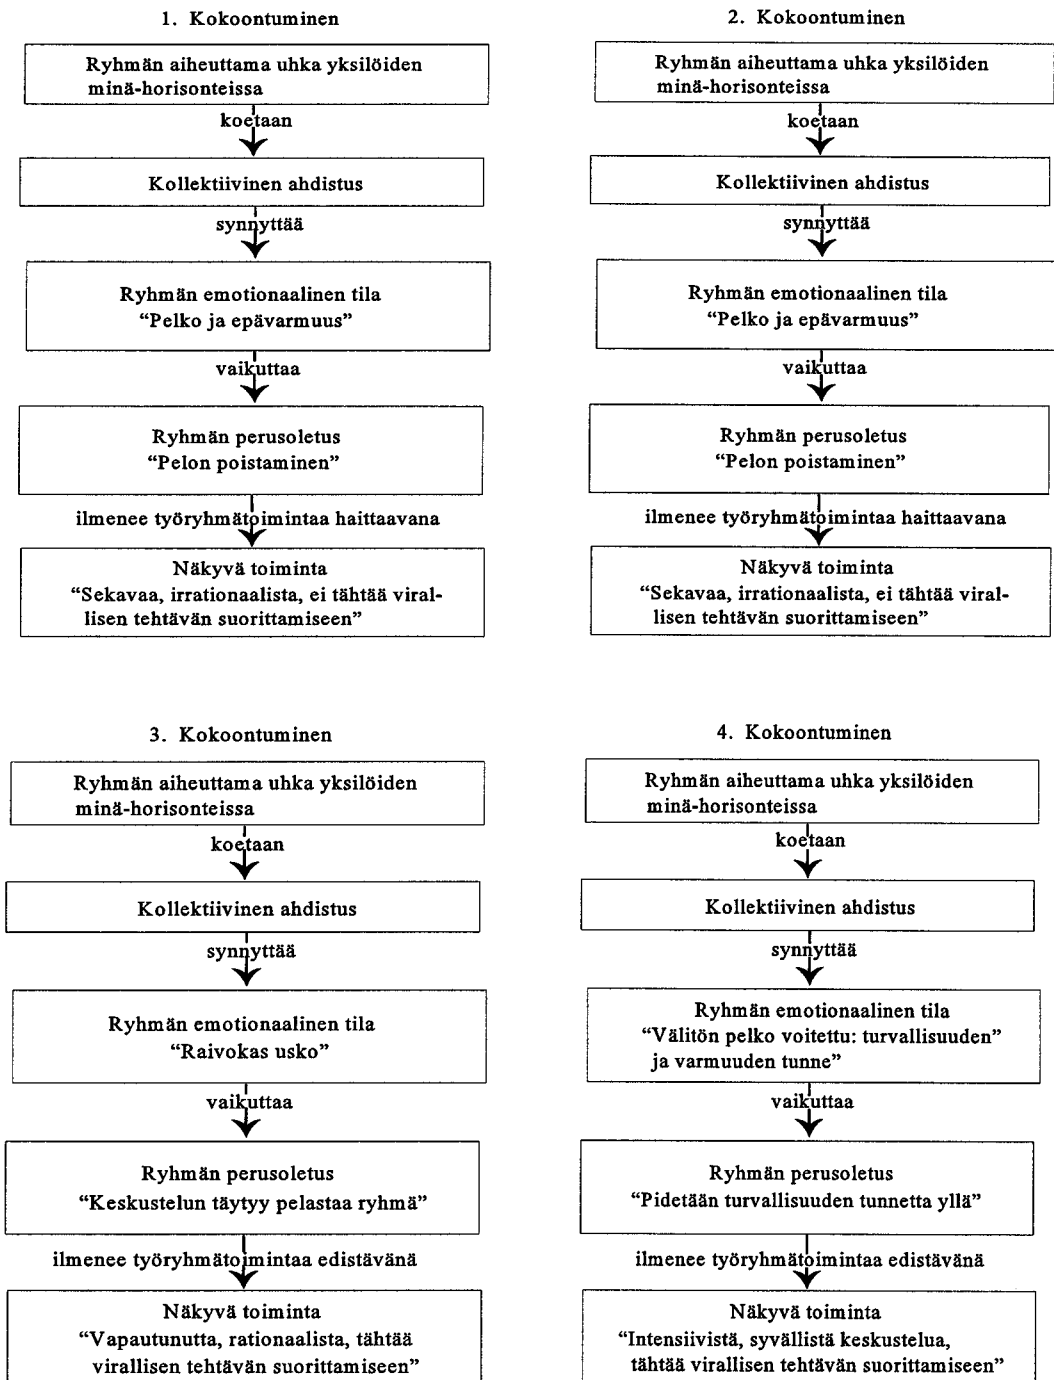 1. Kokoontuminen
Ryhmän aiheuttama uhka yksilöiden
minä-horisonteissa
koetaan
Kollektiivinen ahdistus
synnyttää
Ryhmän emotionaalinen tila
“Pelko ja epävarmuus”
vaikuttaa
Ryhmän perusoletus
“Pelon poistaminen”
ilmenee työryhmätoimintaa haittaavana
Näkyvä toiminta
“Sekavaa, irrationaalista, ei tähtää viral-
lisen tehtävän suorittamiseen”
2. Kokoontuminen
Ryhmän aiheuttama uhka yksilöiden
minä-horisonteissa
koetaan
Kollektiivinen ahdistus
synnyttää
Ryhmän emotionaalinen tila
“Pelko ja epävarmuus”
vaikuttaa
Ryhmän perusoletus
“Pelon poistaminen”
ilmenee työryhmätoimintaa haittaavana
Näkyvä toiminta
“Sekavaa, irrationaalista, ei tähtää viral-
lisen tehtävän suorittamiseen”
3. Kokoontuminen
Ryhmän aiheuttama uhka yksilöiden
minä-horisonteissa
koetaan
Kollektiivinen ahdistus
synnyttää
Ryhmän emotionaalinen tila
“Raivokas usko”
vaikuttaa
Ryhmän perusoletus
“Keskustelun täytyy pelastaa ryhmä”
ilmenee työryhmätoimintaa edistävänä
Näkyvä toiminta
“Vapautunutta, rationaalista, tähtää
virallisen tehtävän suorittamiseen”
4. Kokoontuminen
Ryhmän aiheuttama uhka yksilöiden
minä-horisonteissa
koetaan
Kollektiivinen ahdistus
synnyttää
Ryhmän emotionaalinen tila
“Välitön pelko voitettu: turvallisuuden”
ja varmuuden tunne”
vaikuttaa
Ryhmän perusoletus
“Pidetään turvallisuuden tunnetta yllä”
ilmenee työryhmätoimintaa edistävänä
Näkyvä toiminta
“Intensiivistä, syvällistä keskustelua,
tähtää virallisen tehtävän suorittamiseen”